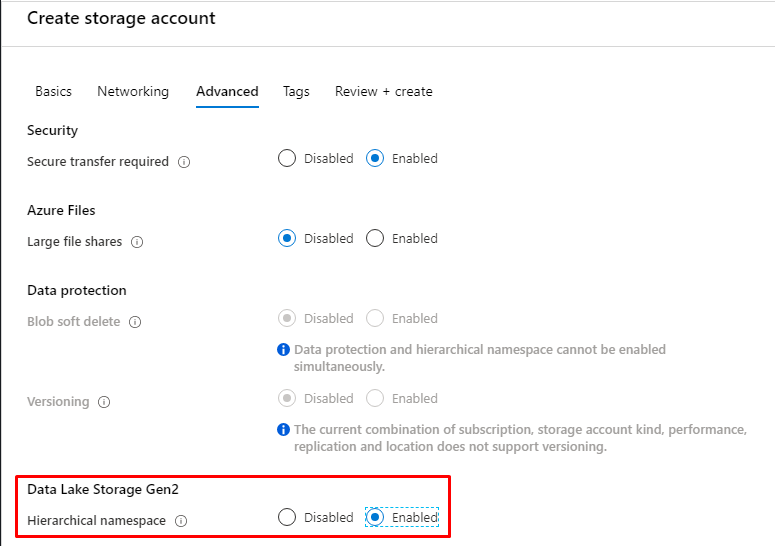 Create storage account
Basics Networking Advanced Tags Review + create
Security
Secure transfer required Disabled Enabled
Azure Files
Large file shares Disabled Enabled
Data protection
Blob soft delete Disabled Enabled
Data protection and hierarchical namespace cannot be enabled
simultaneously.
Versioning Disabled Enabled
The current combination of subscription, storage account kind, performance,
replication and location does not support versioning.
Data Lake Storage Gen2
Hierarchical namespace Disabled Enabled